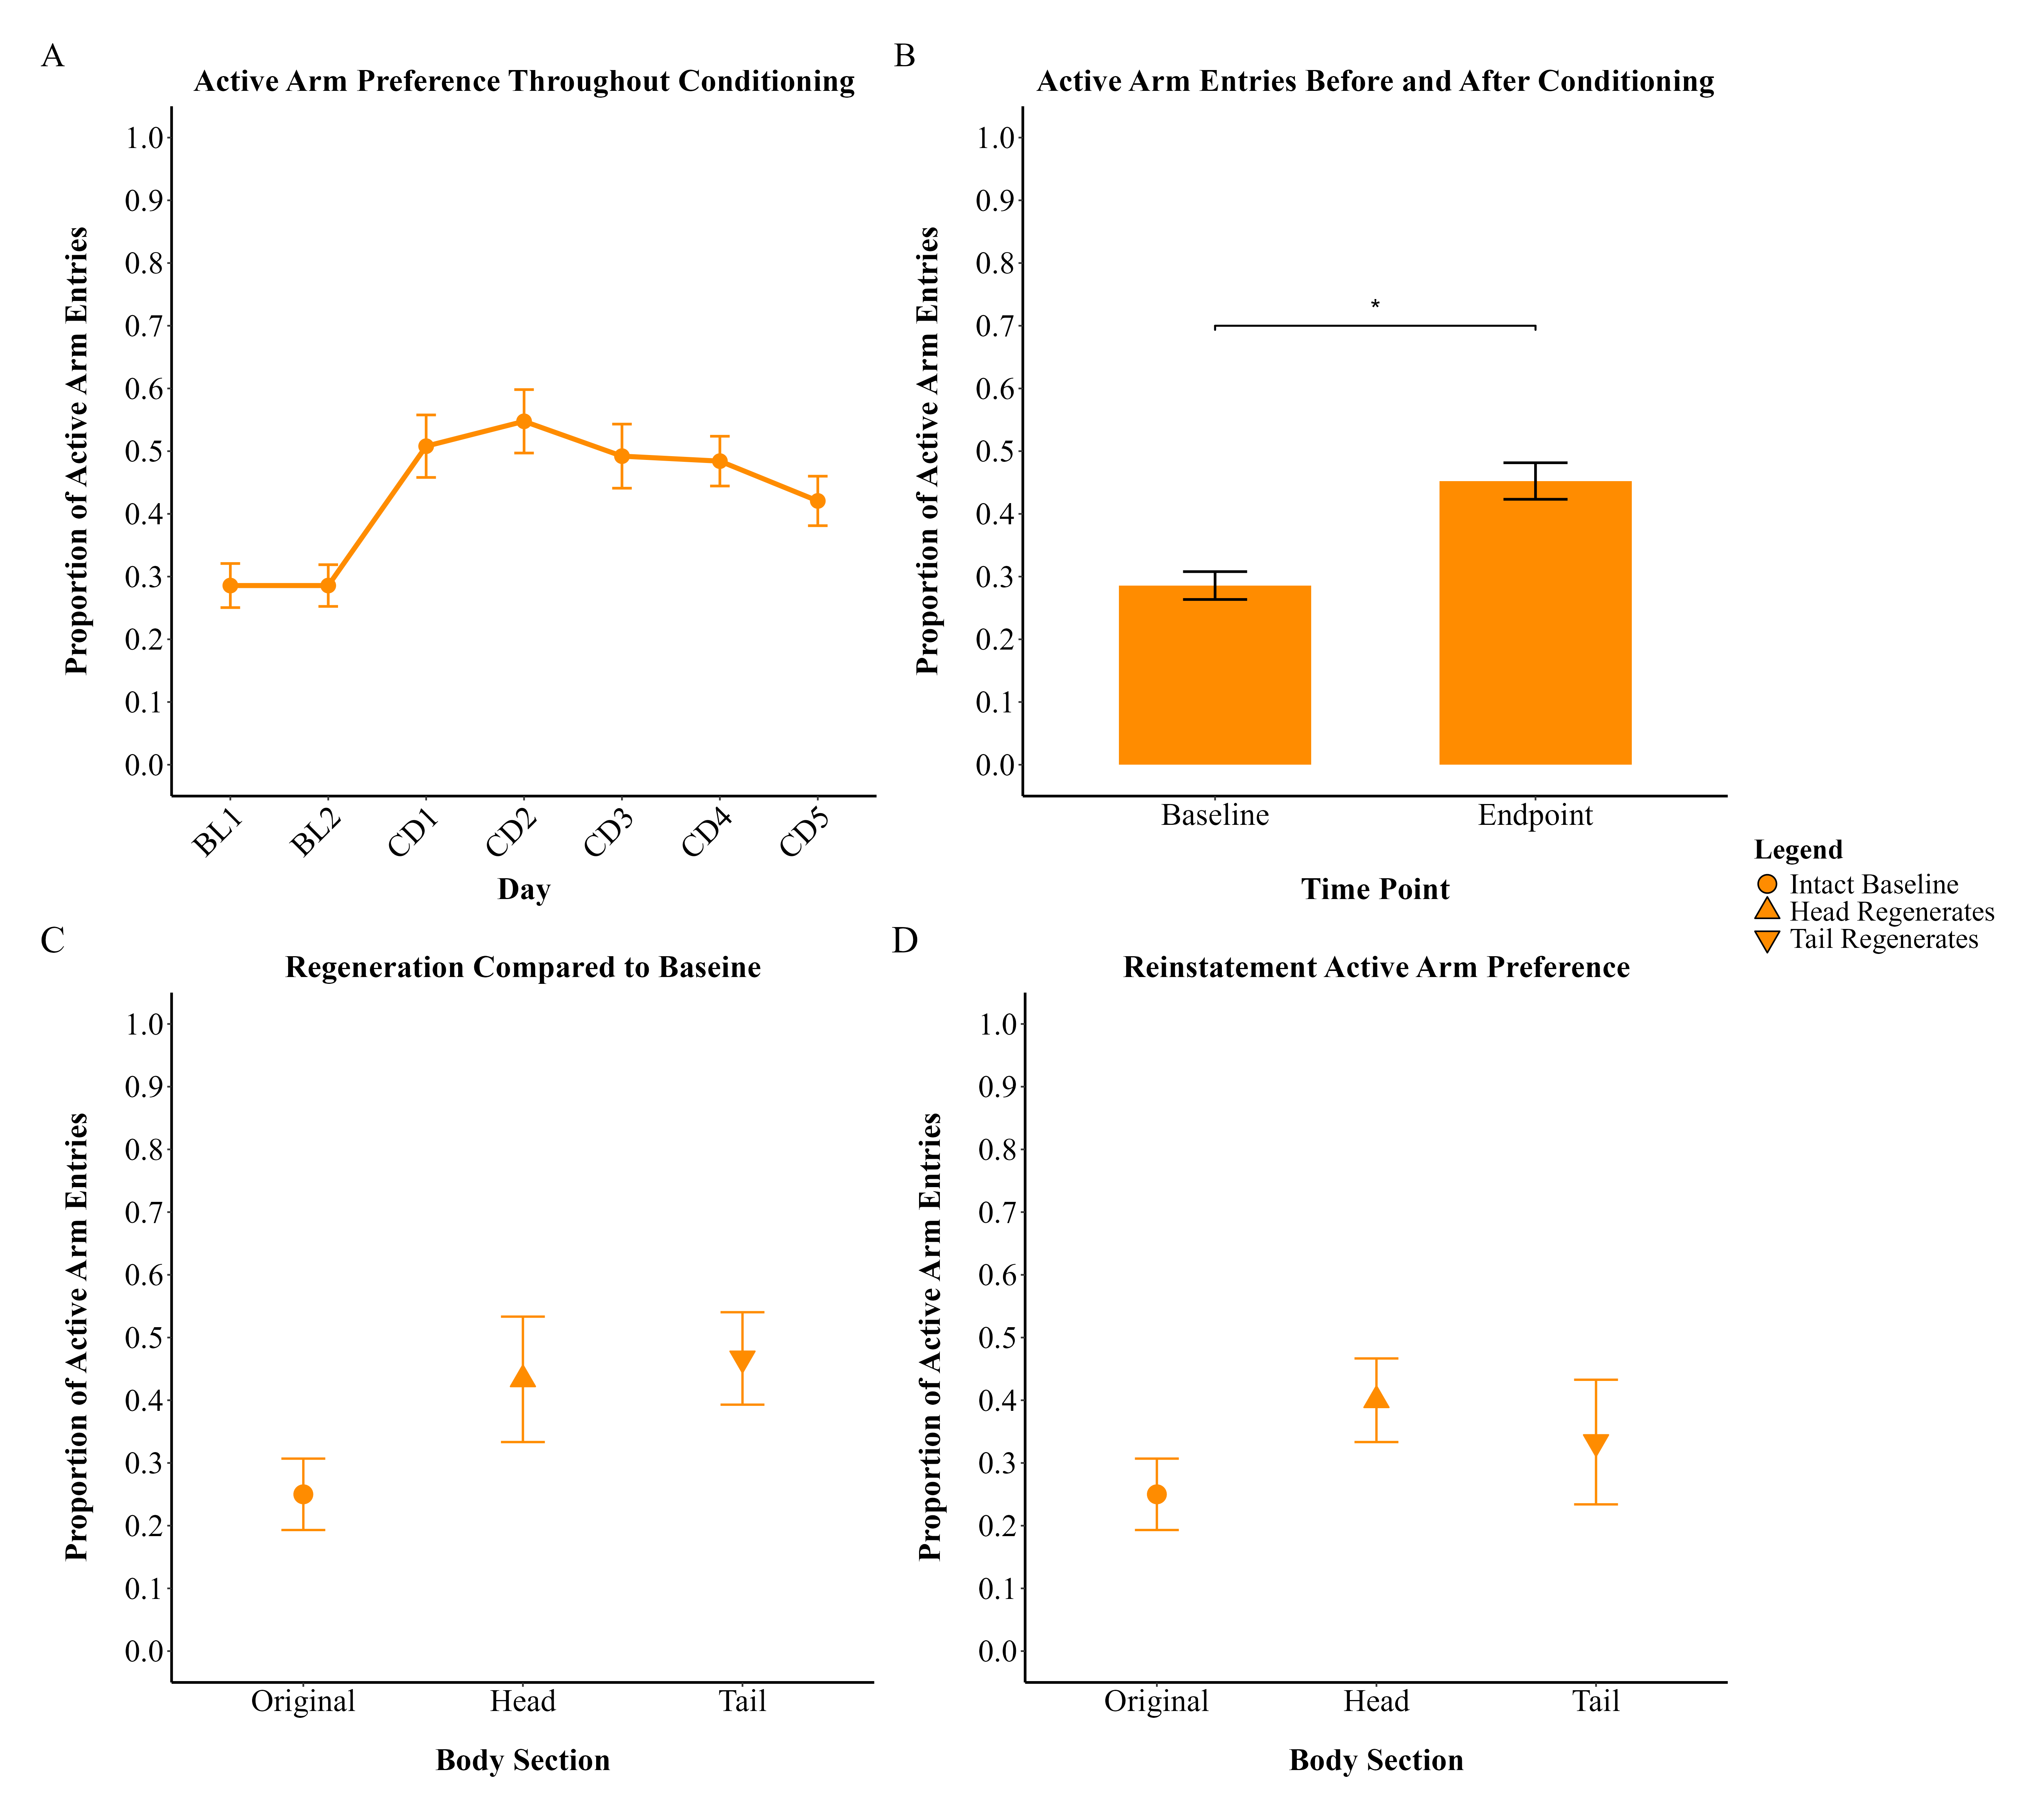 A
Active Arm Preference Throughout Conditioning
Proportion of Active Arm Entries
1.0
0.9
0.8
0.7
0.6
0.5
0.4
0.3
0.2
0.1
0.0
BL1
BL2
CD1
CD2
CD3
CD4
CD5
Day
B
Active Arm Entries Before and After Conditioning
Proportion of Active Arm Entries
1.0
0.9
0.8
0.7
0.6
0.5
0.4
0.3
0.2
0.1
0.0
*
Baseline
Endpoint
Time Point
Legend
Intact Baseline
Head Regenerates
Tail Regenerates
C
Regeneration Compared to Baseine
Proportion of Active Arm Entries
1.0
0.9
0.8
0.7
0.6
0.5
0.4
0.3
0.2
0.1
0.0
Original
Head
Tail
Body Section
D
Reinstatement Active Arm Preference
Proportion of Active Arm Entries
1.0
0.9
0.8
0.7
0.6
0.5
0.4
0.3
0.2
0.1
0.0
Original
Head
Tail
Body Section